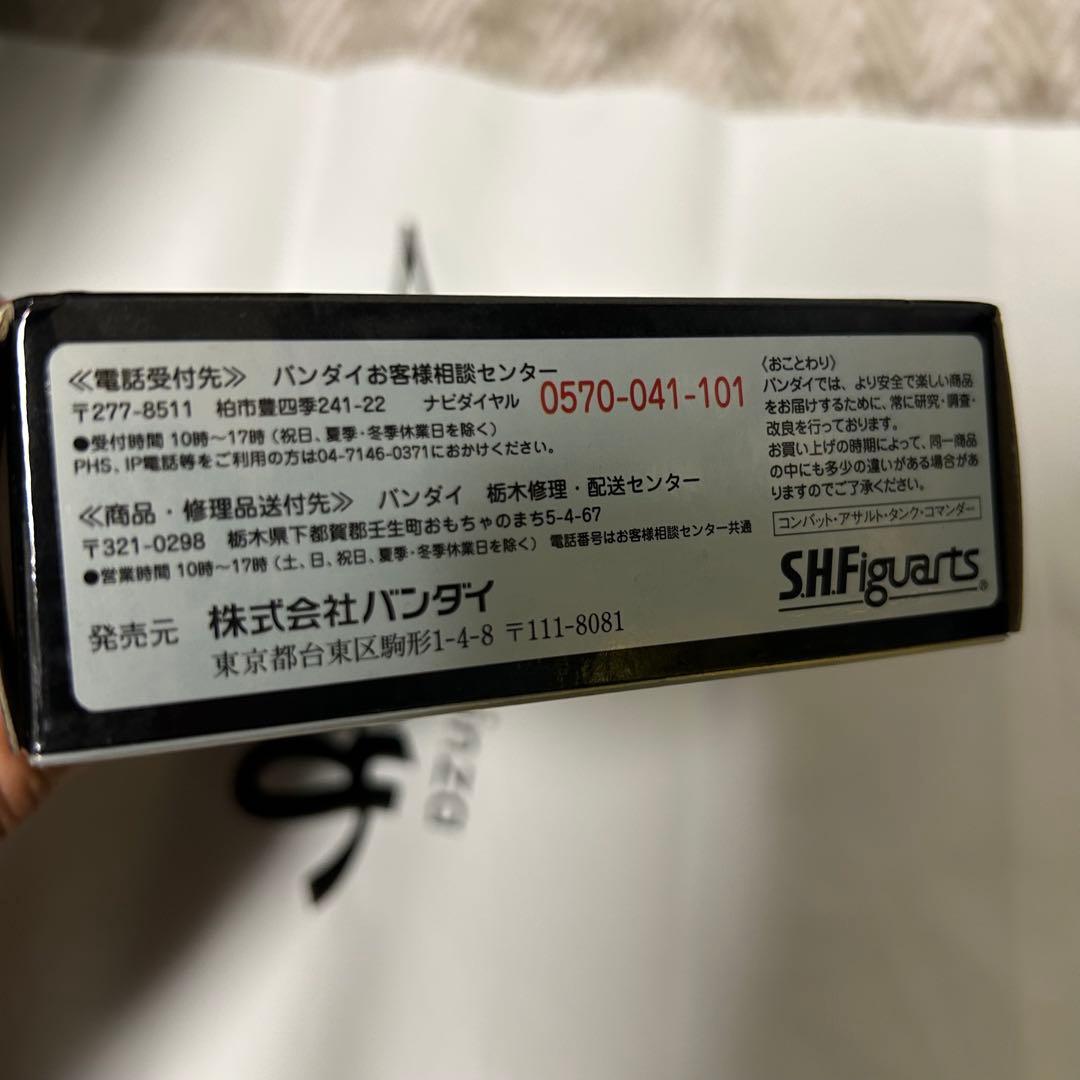 ≪電話受付先≫ バンダイお客様相談センター
〒277-8511 柏市豊四季241-22 ナビダイヤル 0570-041-101
●受付時間 10時～17時(祝日、夏季・冬季休業日を除く)
PHS、IP電話等をご利用の方は04-7146-0371におかけください。
≪商品・修理品送付先≫ バンダイ 栃木修理・配送センター
〒321-0298 栃木県下都賀郡壬生町おもちゃのまち5-4-67
●営業時間 10時～17時(土、日、祝日、夏季・冬季休業日を除く) 電話番号はお客様相談センター共通
発売元 株式会社バンダイ
東京都台東区駒形1-4-8 〒111-8081
〈おことわり〉
バンダイでは、より安全で楽しい商品
をお届けするために、常に研究・調査・
改良を行っております。
お買い上げの時期によって、同一商品
の中にも多少の違いがある場合があ
りますのでご了承ください。
コンバット・アサルト・タンク・コマンダー
S.H.Figuarts®